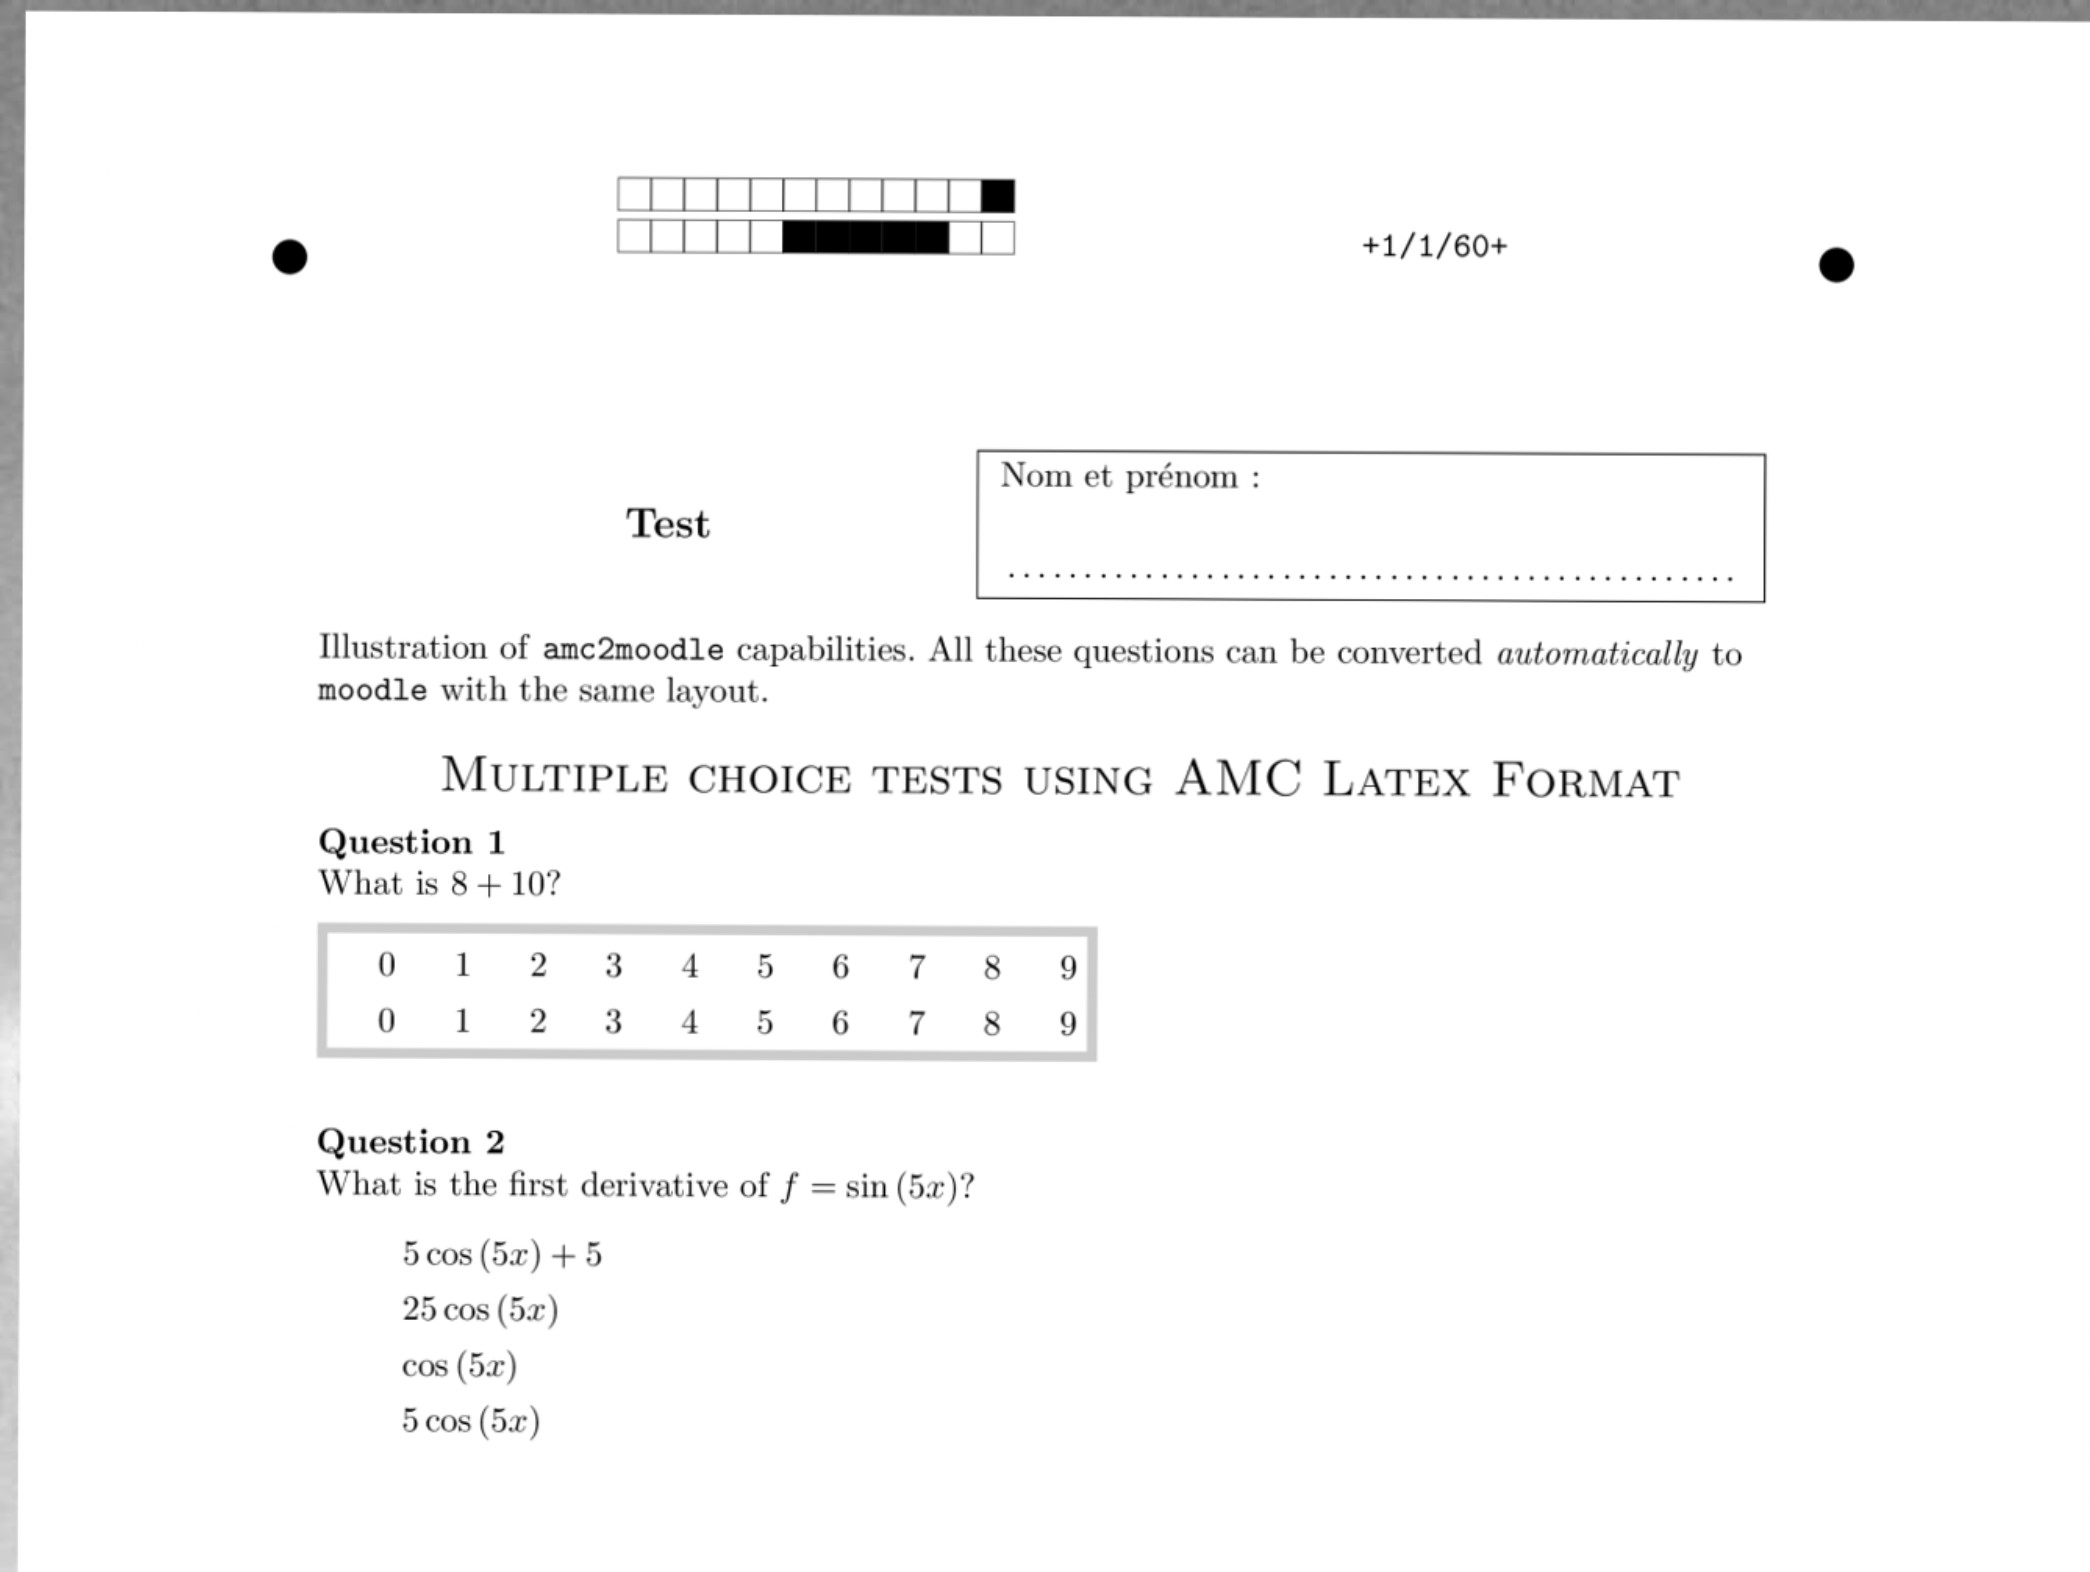 +1/1/60+
Test
Nom et prénom :
................................................
Illustration of amc2moodle capabilities. All these questions can be converted automatically to
moodle with the same layout.
MULTIPLE CHOICE TESTS USING AMC LATEX FORMAT
Question 1
What is 8 + 10?
0 1 2 3 4 5 6 7 8 9
0 1 2 3 4 5 6 7 8 9
Question 2
What is the first derivative of f = sin (5x)?
5 cos (5x) + 5
25 cos (5x)
cos (5x)
5 cos (5x)